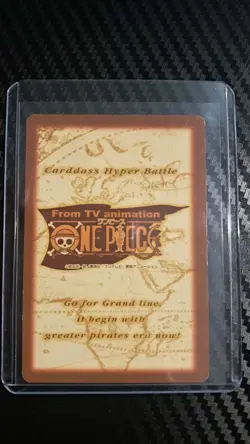 Carddass Hyper Battle
From TV animation
ワンピース
ONE PIECE
Go for Grand line.
it begin with
greater pirates era now!